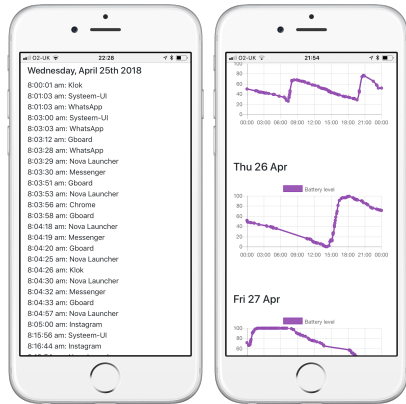 O2-UK 22:28
Wednesday, April 25th 2018
8:00:01 am: Klok
8:01:03 am: Systeem-UI
8:01:03 am: WhatsApp
8:03:00 am: Systeem-UI
8:03:03 am: WhatsApp
8:03:12 am: Gboard
8:03:28 am: WhatsApp
8:03:29 am: Nova Launcher
8:03:30 am: Messenger
8:03:51 am: Gboard
8:03:53 am: Nova Launcher
8:03:56 am: Chrome
8:03:58 am: Gboard
8:04:18 am: Nova Launcher
8:04:19 am: Messenger
8:04:20 am: Gboard
8:04:25 am: Nova Launcher
8:04:26 am: Klok
8:04:30 am: Nova Launcher
8:04:32 am: Messenger
8:04:33 am: Gboard
8:04:57 am: Nova Launcher
8:05:00 am: Instagram
8:15:56 am: Systeem-UI
8:16:44 am: Instagram
O2-UK 21:54
100
80
60
40
20
0
00:00 03:00 06:00 09:00 12:00 15:00 18:00 21:00 00:00
Thu 26 Apr
Battery level
100
80
60
40
20
0
00:00 03:00 06:00 09:00 12:00 15:00 18:00 21:00 00:00
Fri 27 Apr
Battery level
100
80
60